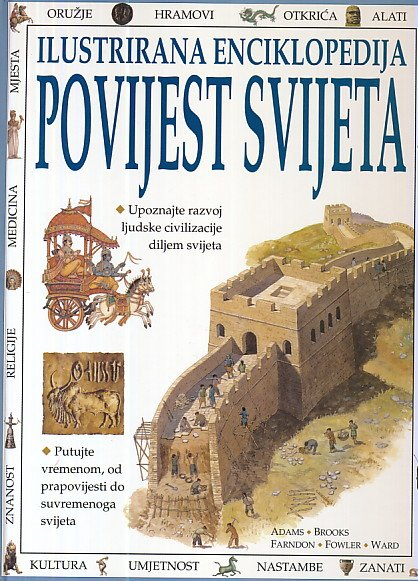 ORUŽJE HRAMOVI OTKRIĆA ALATI
ILUSTRIRANA ENCIKLOPEDIJA
POVIJEST SVIJETA
MJESTA
MEDICINA
RELIGIJE
ZNANOST
◆ Upoznajte razvoj
ljudske civilizacije
diljem svijeta
◆ Putujte
vremenom, od
prapovijesti do
suvremenoga
svijeta
ADAMS ◆ BROOKS
FARNDON ◆ FOWLER ◆ WARD
KULTURA UMJETNOST NASTAMBE ZANATI